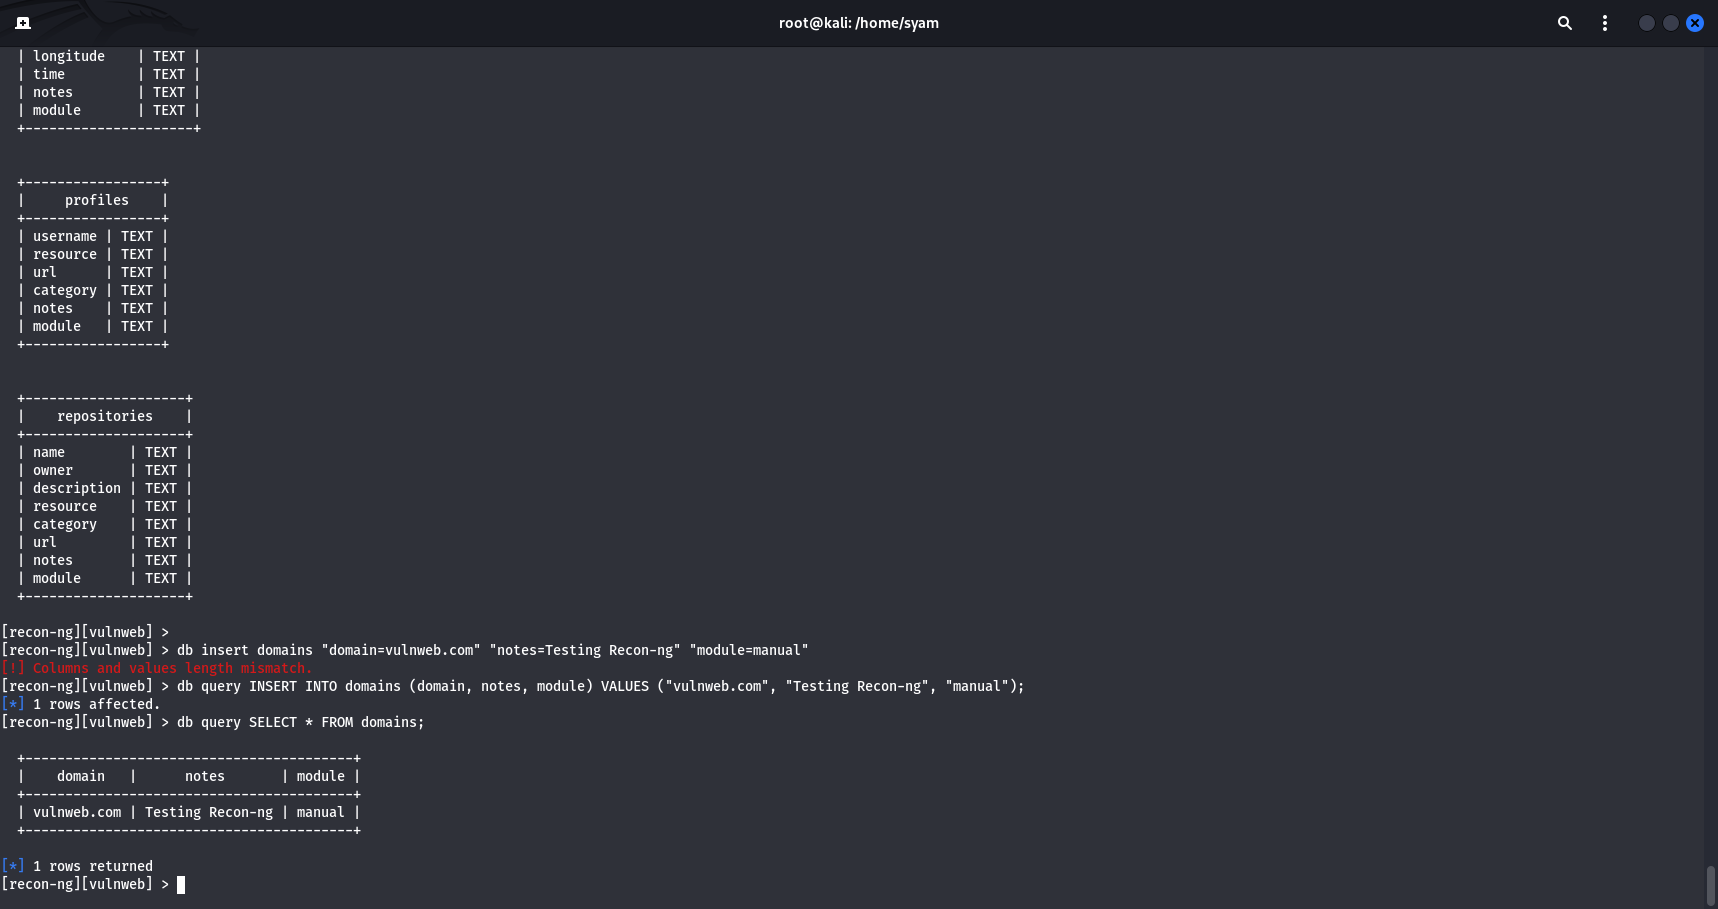 root@kali: /home/syam
| longitude    | TEXT |
| time         | TEXT |
| notes        | TEXT |
| module       | TEXT |
+---------------------+
+-----------------+
|     profiles    |
+-----------------+
| username | TEXT |
| resource | TEXT |
| url      | TEXT |
| category | TEXT |
| notes    | TEXT |
| module   | TEXT |
+-----------------+
+--------------------+
|    repositories    |
+--------------------+
| name        | TEXT |
| owner       | TEXT |
| description | TEXT |
| resource    | TEXT |
| category    | TEXT |
| url         | TEXT |
| notes       | TEXT |
| module      | TEXT |
+--------------------+
[recon-ng][vulnweb] >
[recon-ng][vulnweb] > db insert domains "domain=vulnweb.com" "notes=Testing Recon-ng" "module=manual"
[!] Columns and values length mismatch.
[recon-ng][vulnweb] > db query INSERT INTO domains (domain, notes, module) VALUES ("vulnweb.com", "Testing Recon-ng", "manual");
[*] 1 rows affected.
[recon-ng][vulnweb] > db query SELECT * FROM domains;
+-----------------------------------------+
|    domain   |      notes       | module |
+-----------------------------------------+
| vulnweb.com | Testing Recon-ng | manual |
+-----------------------------------------+
[*] 1 rows returned
[recon-ng][vulnweb] >